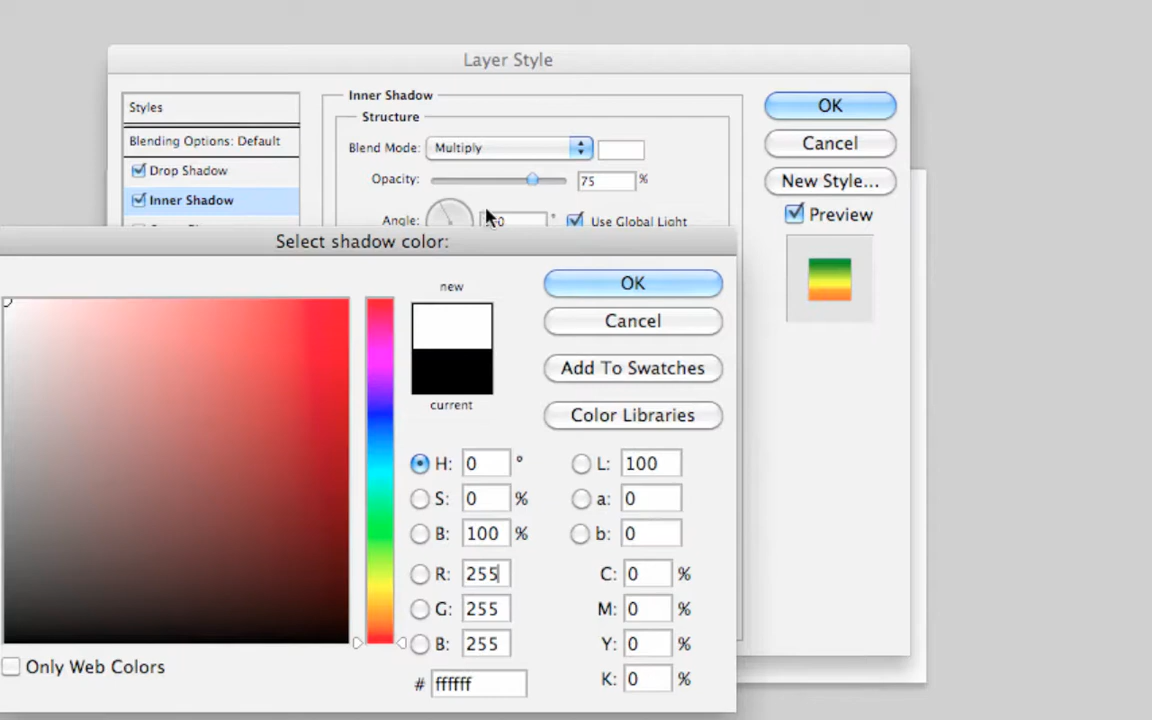 Layer Style
Styles
Blending Options: Default
Drop Shadow
Inner Shadow
Inner Shadow
Structure
Blend Mode: Multiply
Opacity: 75 %
Angle: °
Use Global Light
OK
Cancel
New Style...
Preview
Select shadow color:
new
current
OK
Cancel
Add To Swatches
Color Libraries
H: 0 °
S: 0 %
B: 100 %
R: 255
G: 255
B: 255
# ffffff
L: 100
a: 0
b: 0
C: 0 %
M: 0 %
Y: 0 %
K: 0 %
Only Web Colors